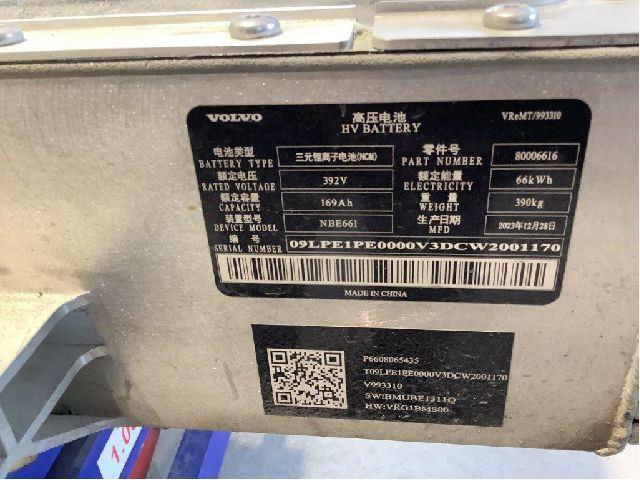 VOLVO 高压电池 VReMT/993310
HV BATTERY
电池类型 三元锂离子电池(NCM) 零件号 80006616
BATTERY TYPE PART NUMBER
额定电压 392V 额定能量 66kWh
RATED VOLTAGE ELECTRICITY
额定容量 169Ah 重量 390kg
CAPACITY WEIGHT
装置型号 NBE661 生产日期 2023年12月28日
DEVICE MODEL MFD
编号 09LPE1PE0000V3DCW2001170
SERIAL NUMBER
MADE IN CHINA
P6608065435
T09LPE1PE0000V3DCW2001170
V993310
SW:BMUBE1311Q
HW:VRG1BMS00
1.0